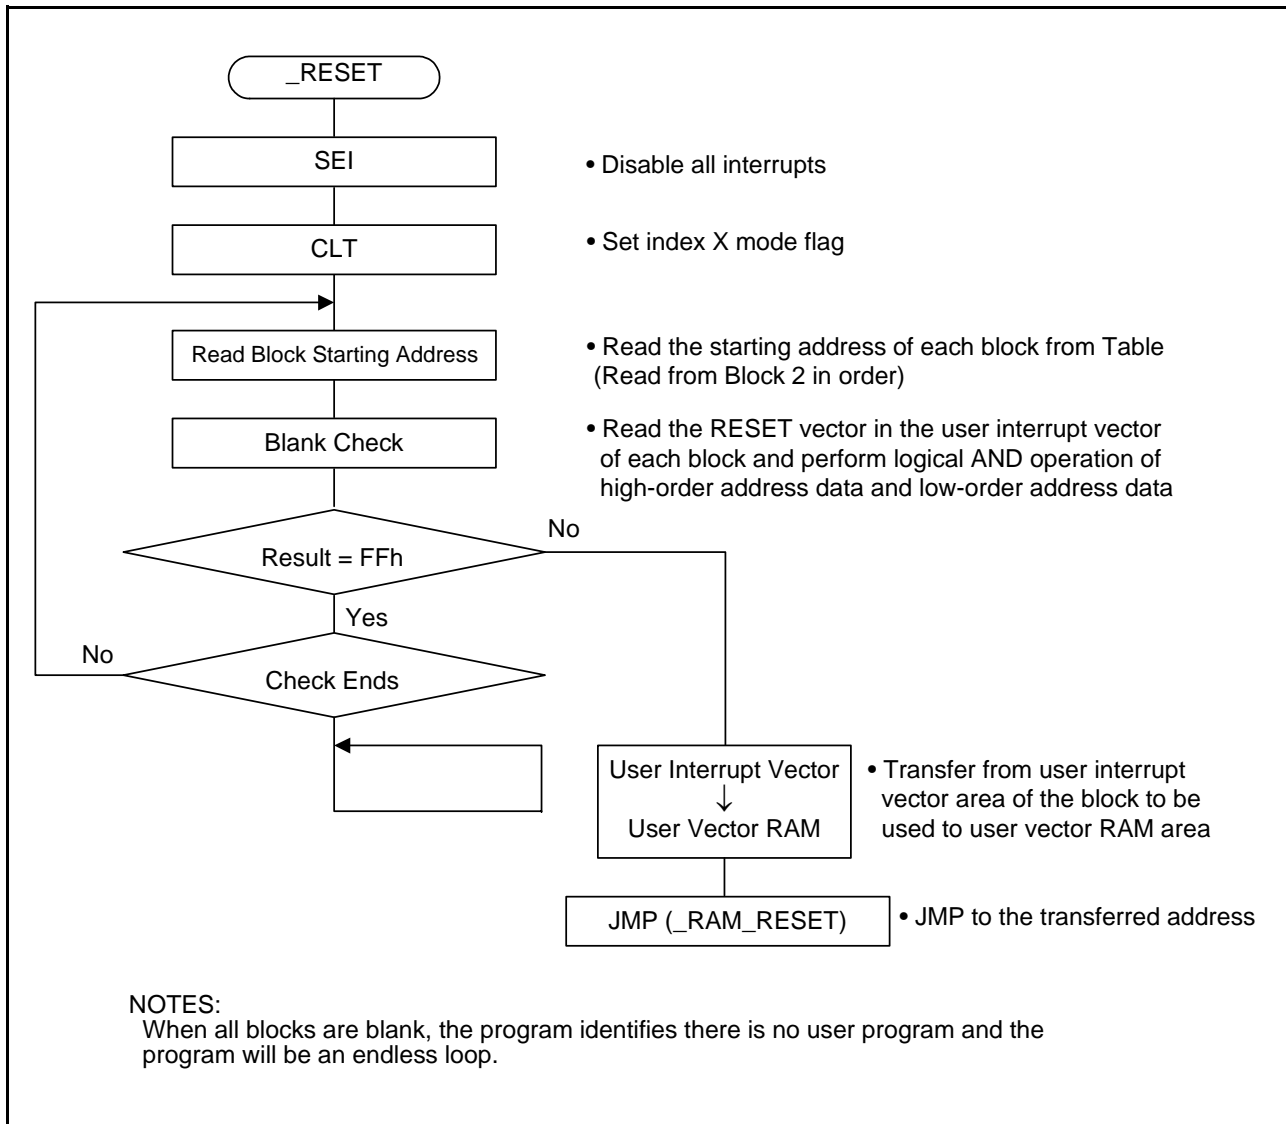 _RESET
SEI
• Disable all interrupts
CLT
• Set index X mode flag
Read Block Starting Address
• Read the starting address of each block from Table
(Read from Block 2 in order)
Blank Check
• Read the RESET vector in the user interrupt vector
of each block and perform logical AND operation of
high-order address data and low-order address data
Result = FFh
No
Yes
No
Check Ends
User Interrupt Vector
↓
User Vector RAM
• Transfer from user interrupt
vector area of the block to be
used to user vector RAM area
JMP (_RAM_RESET)
• JMP to the transferred address
NOTES:
When all blocks are blank, the program identifies there is no user program and the
program will be an endless loop.